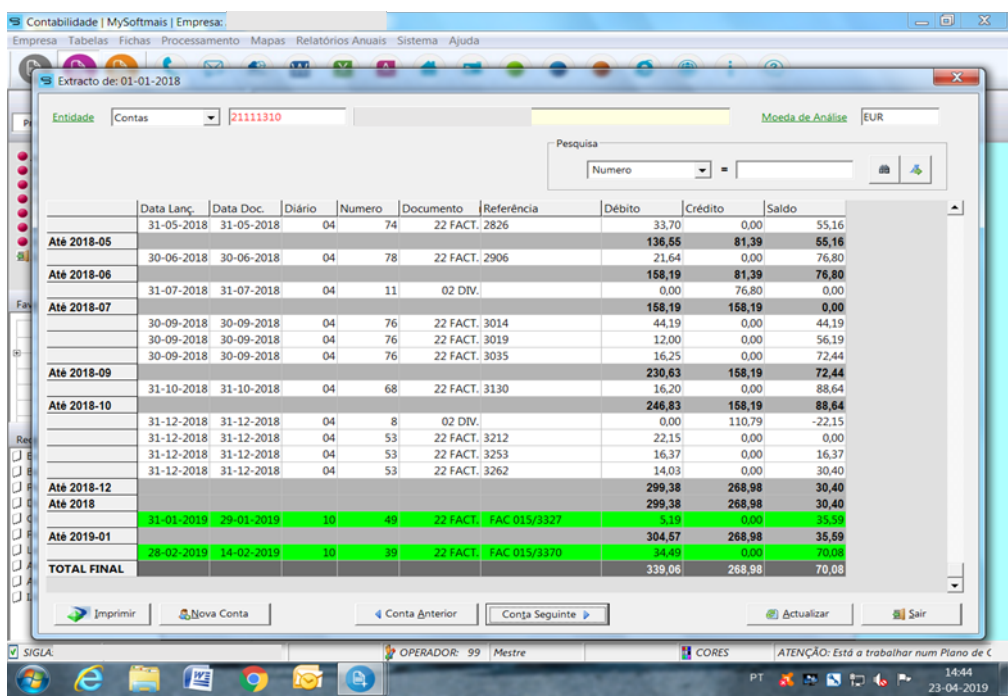 Contabilidade | MySoftmais | Empresa:
Empresa Tabelas Fichas Processamento Mapas Relatórios Anuais Sistema Ajuda
Extracto de: 01-01-2018
Entidade Contas 21111310 Moeda de Análise EUR
Pesquisa
Numero =
Data Lanç. Data Doc. Diário Numero Documento Referência Débito Crédito Saldo
31-05-2018 31-05-2018 04 74 22 FACT. 2826 33,70 0,00 55,16
Até 2018-05 136,55 81,39 55,16
30-06-2018 30-06-2018 04 78 22 FACT. 2906 21,64 0,00 76,80
Até 2018-06 158,19 81,39 76,80
31-07-2018 31-07-2018 04 11 02 DIV. 0,00 76,80 0,00
Até 2018-07 158,19 158,19 0,00
30-09-2018 30-09-2018 04 76 22 FACT. 3014 44,19 0,00 44,19
30-09-2018 30-09-2018 04 76 22 FACT. 3019 12,00 0,00 56,19
30-09-2018 30-09-2018 04 76 22 FACT. 3035 16,25 0,00 72,44
Até 2018-09 230,63 158,19 72,44
31-10-2018 31-10-2018 04 68 22 FACT. 3130 16,20 0,00 88,64
Até 2018-10 246,83 158,19 88,64
31-12-2018 31-12-2018 04 8 02 DIV. 0,00 110,79 -22,15
31-12-2018 31-12-2018 04 53 22 FACT. 3212 22,15 0,00 0,00
31-12-2018 31-12-2018 04 53 22 FACT. 3253 16,37 0,00 16,37
31-12-2018 31-12-2018 04 53 22 FACT. 3262 14,03 0,00 30,40
Até 2018-12 299,38 268,98 30,40
Até 2018 299,38 268,98 30,40
31-01-2019 29-01-2019 10 49 22 FACT. FAC 015/3327 5,19 0,00 35,59
Até 2019-01 304,57 268,98 35,59
28-02-2019 14-02-2019 10 39 22 FACT. FAC 015/3370 34,49 0,00 70,08
TOTAL FINAL 339,06 268,98 70,08
Imprimir Nova Conta Conta Anterior Conta Seguinte Actualizar Sair
SIGLA: OPERADOR: 99 Mestre CORES ATENÇÃO: Está a trabalhar num Plano de C
PT 14:44
23-04-2019